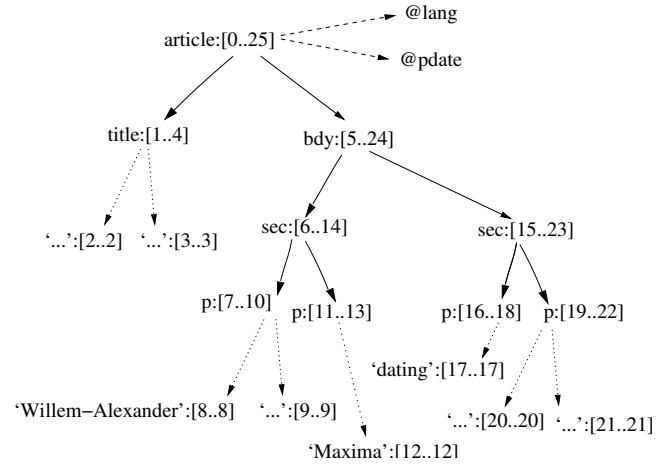 @lang
article:[0..25]
@pdate
title:[1..4]
bdy:[5..24]
‘...’:[2..2] ‘...’:[3..3]
sec:[6..14]
sec:[15..23]
p:[7..10] p:[11..13]
p:[16..18] p:[19..22]
‘dating’:[17..17]
‘Willem−Alexander’:[8..8] ‘...’:[9..9]
‘...’:[20..20] ‘...’:[21..21]
‘Maxima’:[12..12]